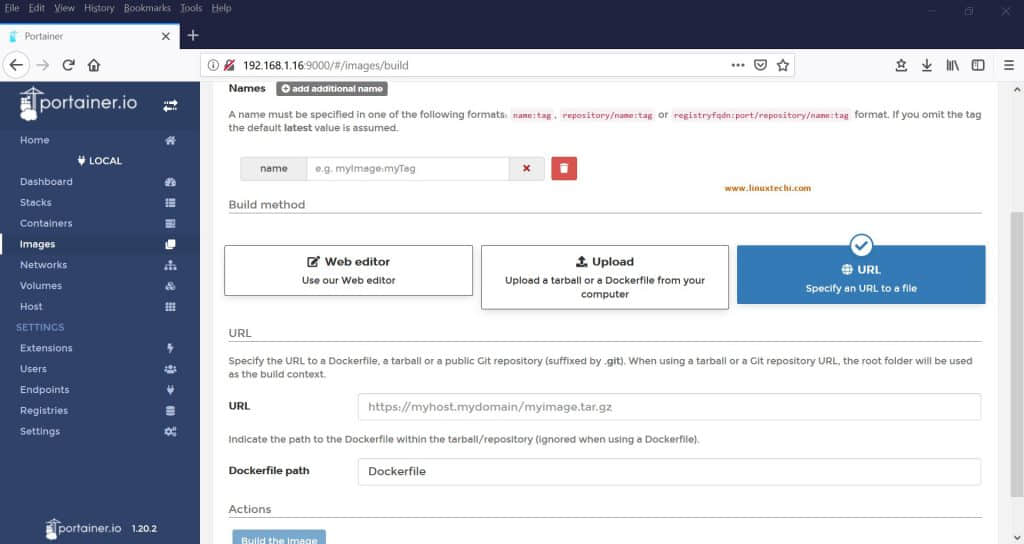 File Edit View History Bookmarks Tools Help
Portainer
192.168.1.16:9000/#/images/build
portainer.io
Home
LOCAL
Dashboard
Stacks
Containers
Images
Networks
Volumes
Host
SETTINGS
Extensions
Users
Endpoints
Registries
Settings
portainer.io 1.20.2
Names add additional name
A name must be specified in one of the following formats: name:tag, repository/name:tag or registryfqdn:port/repository/name:tag format. If you omit the tag
the default latest value is assumed.
name e.g. myImage:myTag
www.linuxtechi.com
Build method
Web editor
Use our Web editor
Upload
Upload a tarball or a Dockerfile from your
computer
URL
Specify an URL to a file
URL
Specify the URL to a Dockerfile, a tarball or a public Git repository (suffixed by .git). When using a tarball or a Git repository URL, the root folder will be used
as the build context.
URL https://myhost.mydomain/myimage.tar.gz
Indicate the path to the Dockerfile within the tarball/repository (ignored when using a Dockerfile).
Dockerfile path Dockerfile
Actions
Build the image